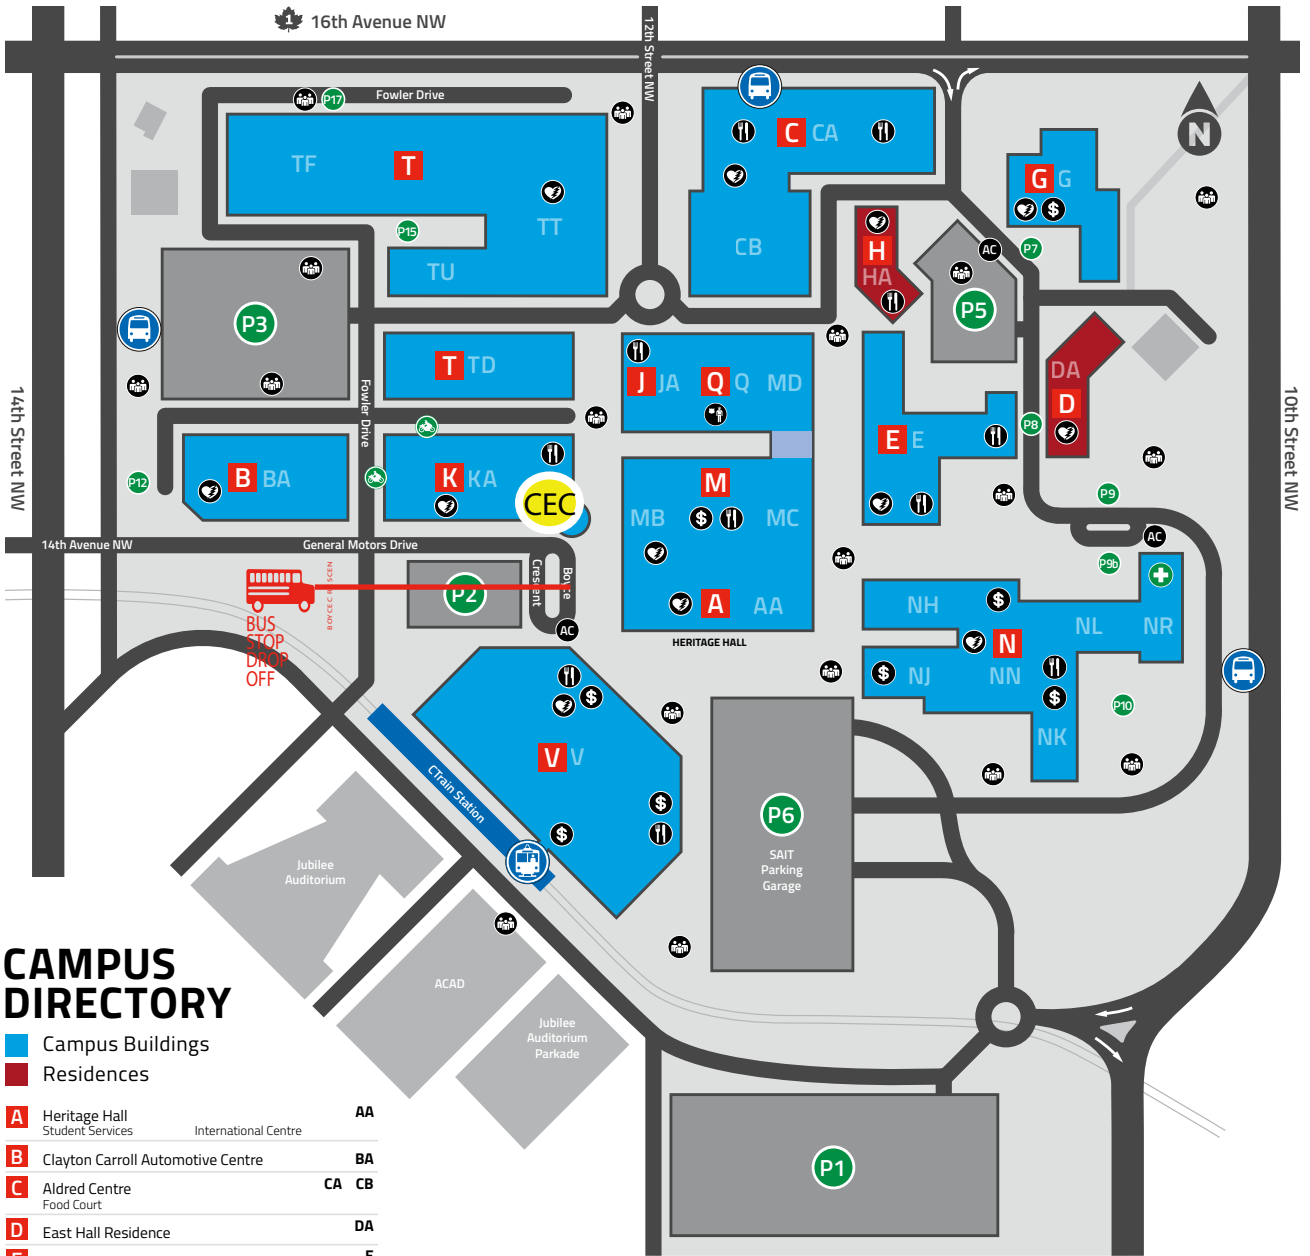 1 16th Avenue NW
12th Street NW
Fowler Drive
P17
TF T
TT
P15
TU
C CA
CB
G G
N
AC
P7
H
HA
P5
P3
T TD
J JA Q Q MD
DA
D
14th Street NW
10th Street NW
Fowler Drive
P8
E E
B BA
P12
K KA
CEC
M
MB MC
P9
AC
P9b
14th Avenue NW
General Motors Drive
Boyce
Crescent
P2
BUS
STOP
DROP
OFF
AC
A AA
HERITAGE HALL
NH
NL NR
N
NJ NN
NK
P10
V V
CTrain Station
P6
SAIT
Parking
Garage
Jubilee
Auditorium
ACAD
Jubilee
Auditorium
Parkade
P1
CAMPUS
DIRECTORY
Campus Buildings
Residences
A Heritage Hall AA
Student Services International Centre
B Clayton Carroll Automotive Centre BA
C Aldred Centre CA CB
Food Court
D East Hall Residence DA
E